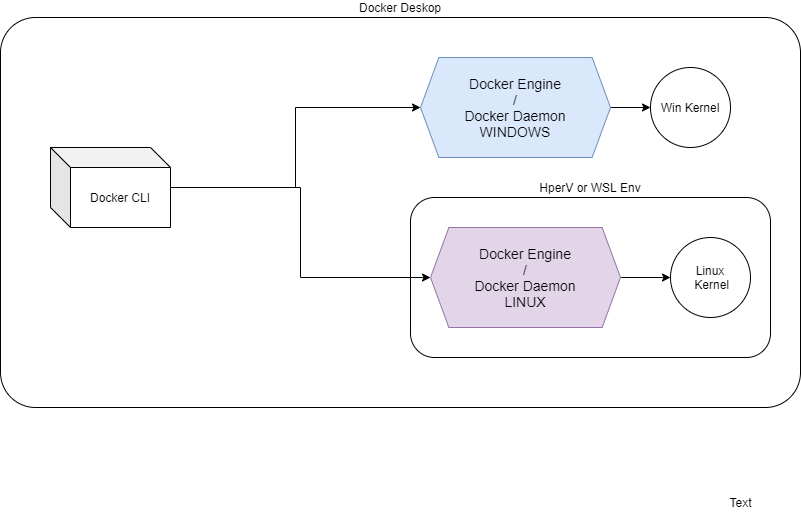 Docker Deskop
Docker Engine
/
Docker Daemon
WINDOWS
Win Kernel
Docker CLI
HperV or WSL Env
Docker Engine
/
Docker Daemon
LINUX
Linux
Kernel
Text